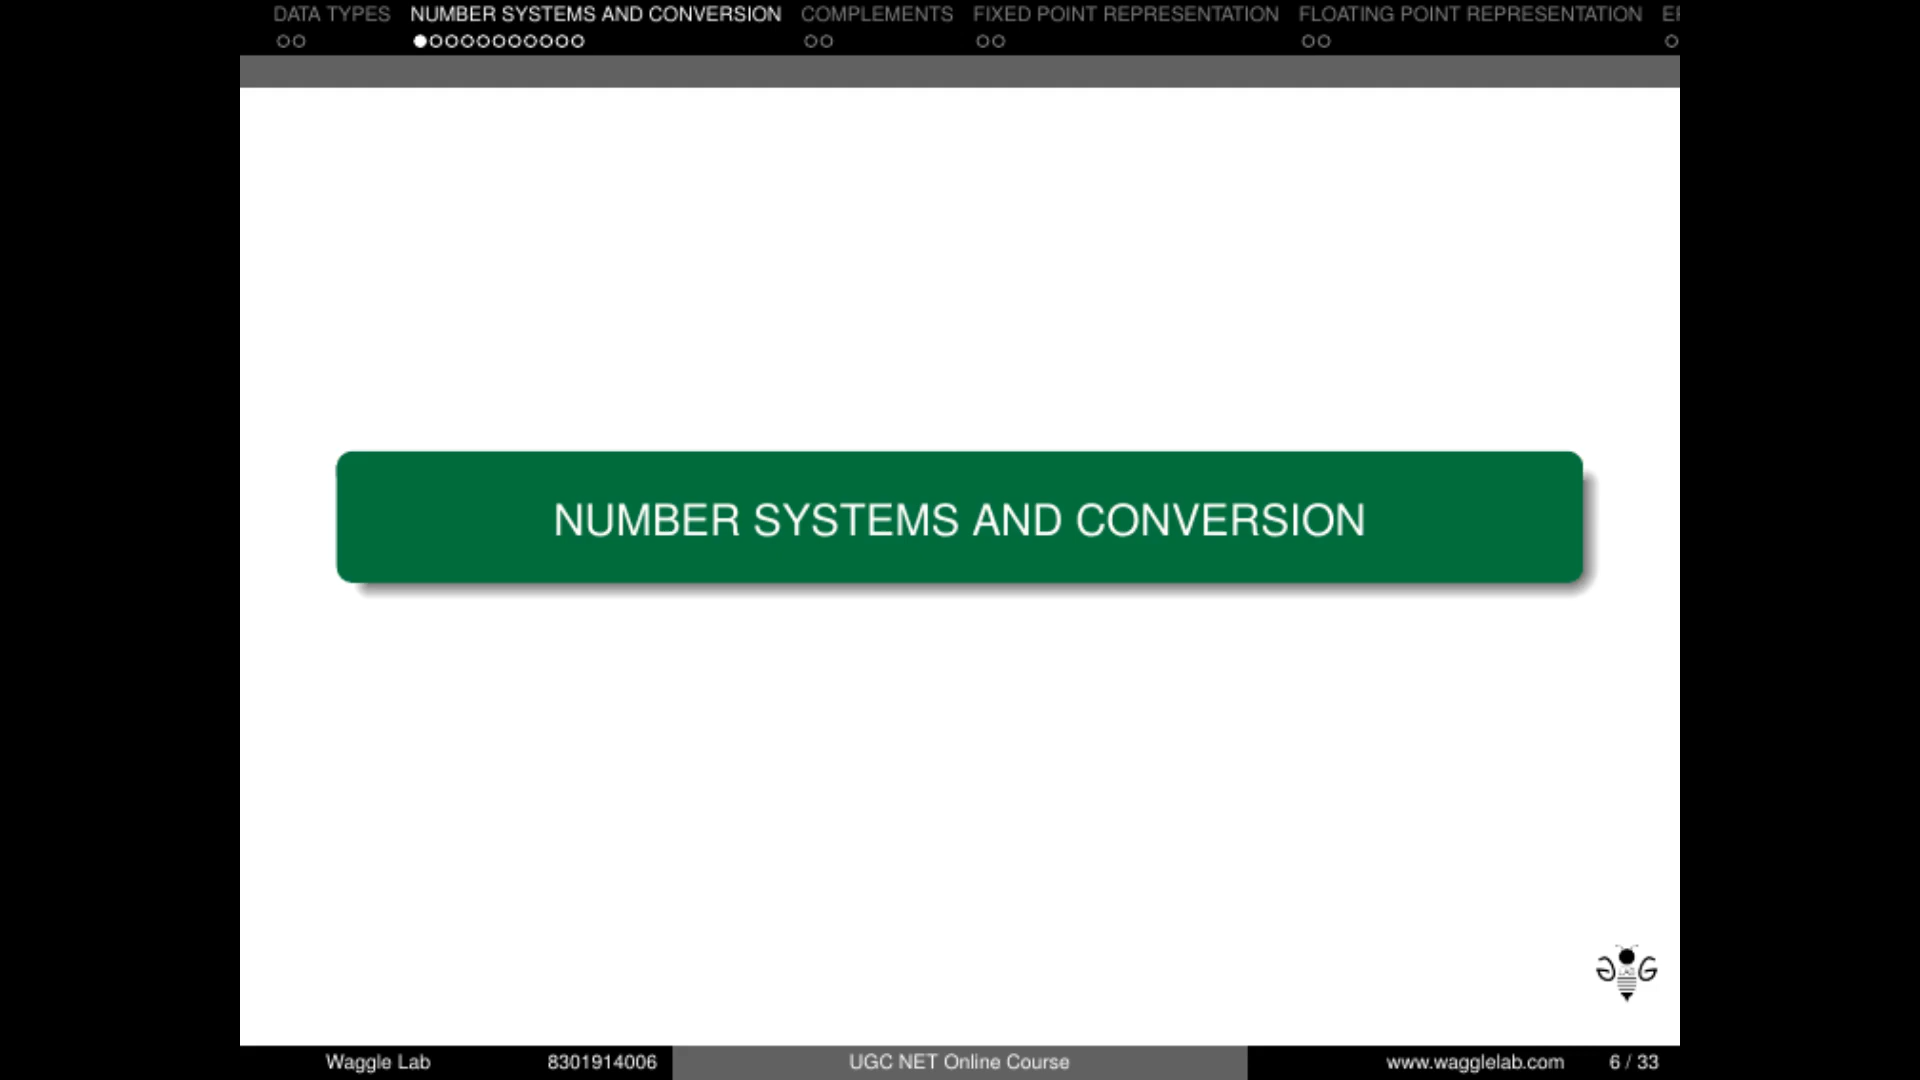 DATA TYPES NUMBER SYSTEMS AND CONVERSION COMPLEMENTS FIXED POINT REPRESENTATION FLOATING POINT REPRESENTATION
NUMBER SYSTEMS AND CONVERSION
Waggle Lab 8301914006 UGC NET Online Course www.wagglelab.com 6 / 33